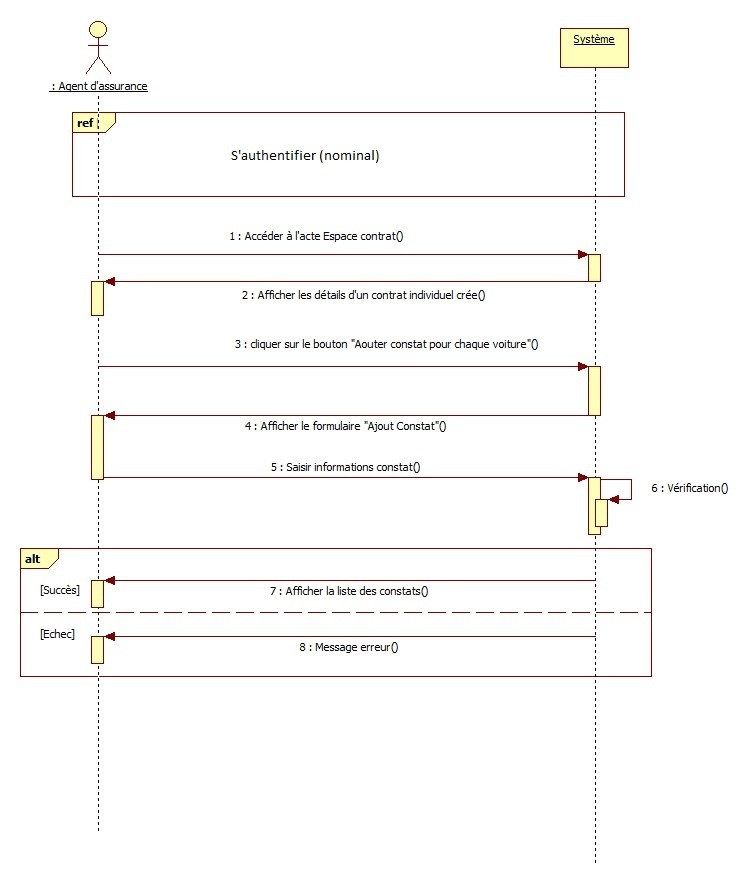 Système
: Agent d'assurance
ref
S'authentifier (nominal)
1 : Accéder à l'acte Espace contrat()
2 : Afficher les détails d'un contrat individuel crée()
3 : cliquer sur le bouton "Aouter constat pour chaque voiture"()
4 : Afficher le formulaire "Ajout Constat"()
5 : Saisir informations constat()
6 : Vérification()
alt
[Succès]
7 : Afficher la liste des constats()
[Echec]
8 : Message erreur()